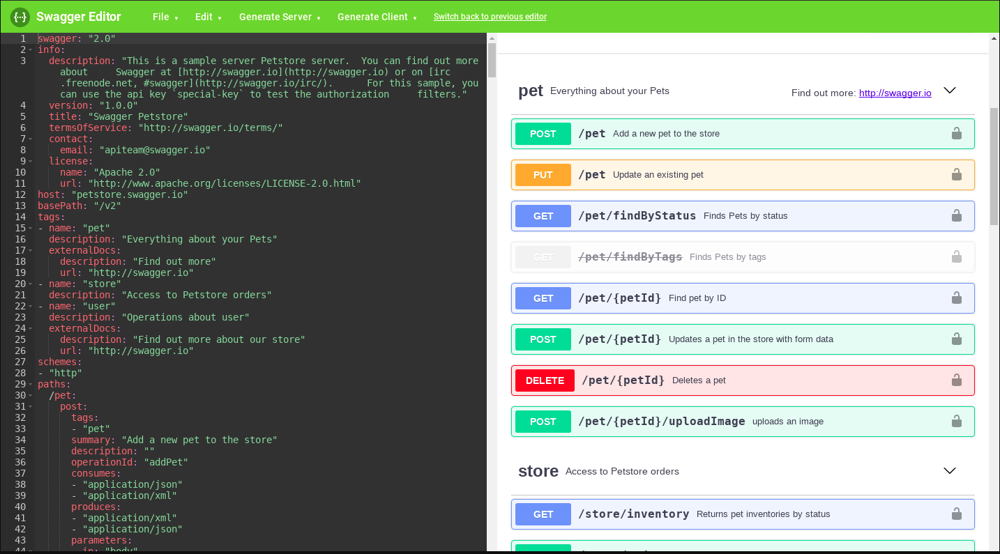 {···} Swagger Editor File ▼ Edit ▼ Generate Server ▼ Generate Client ▼ Switch back to previous editor
1 swagger: "2.0"
2 info:
3 description: "This is a sample server Petstore server.  You can find out more
about     Swagger at [http://swagger.io](http://swagger.io) or on [irc
.freenode.net, #swagger](http://swagger.io/irc/).      For this sample, you
can use the api key `special-key` to test the authorization     filters."
4 version: "1.0.0"
5 title: "Swagger Petstore"
6 termsOfService: "http://swagger.io/terms/"
7 contact:
8 email: "apiteam@swagger.io"
9 license:
10 name: "Apache 2.0"
11 url: "http://www.apache.org/licenses/LICENSE-2.0.html"
12 host: "petstore.swagger.io"
13 basePath: "/v2"
14 tags:
15 - name: "pet"
16 description: "Everything about your Pets"
17 externalDocs:
18 description: "Find out more"
19 url: "http://swagger.io"
20 - name: "store"
21 description: "Access to Petstore orders"
22 - name: "user"
23 description: "Operations about user"
24 externalDocs:
25 description: "Find out more about our store"
26 url: "http://swagger.io"
27 schemes:
28 - "http"
29 paths:
30 /pet:
31 post:
32 tags:
33 - "pet"
34 summary: "Add a new pet to the store"
35 description: ""
36 operationId: "addPet"
37 consumes:
38 - "application/json"
39 - "application/xml"
40 produces:
41 - "application/xml"
42 - "application/json"
43 parameters:
44 - in: "body"
pet Everything about your Pets Find out more: http://swagger.io
POST /pet Add a new pet to the store
PUT /pet Update an existing pet
GET /pet/findByStatus Finds Pets by status
GET /pet/findByTags Finds Pets by tags
GET /pet/{petId} Find pet by ID
POST /pet/{petId} Updates a pet in the store with form data
DELETE /pet/{petId} Deletes a pet
POST /pet/{petId}/uploadImage uploads an image
store Access to Petstore orders
GET /store/inventory Returns pet inventories by status